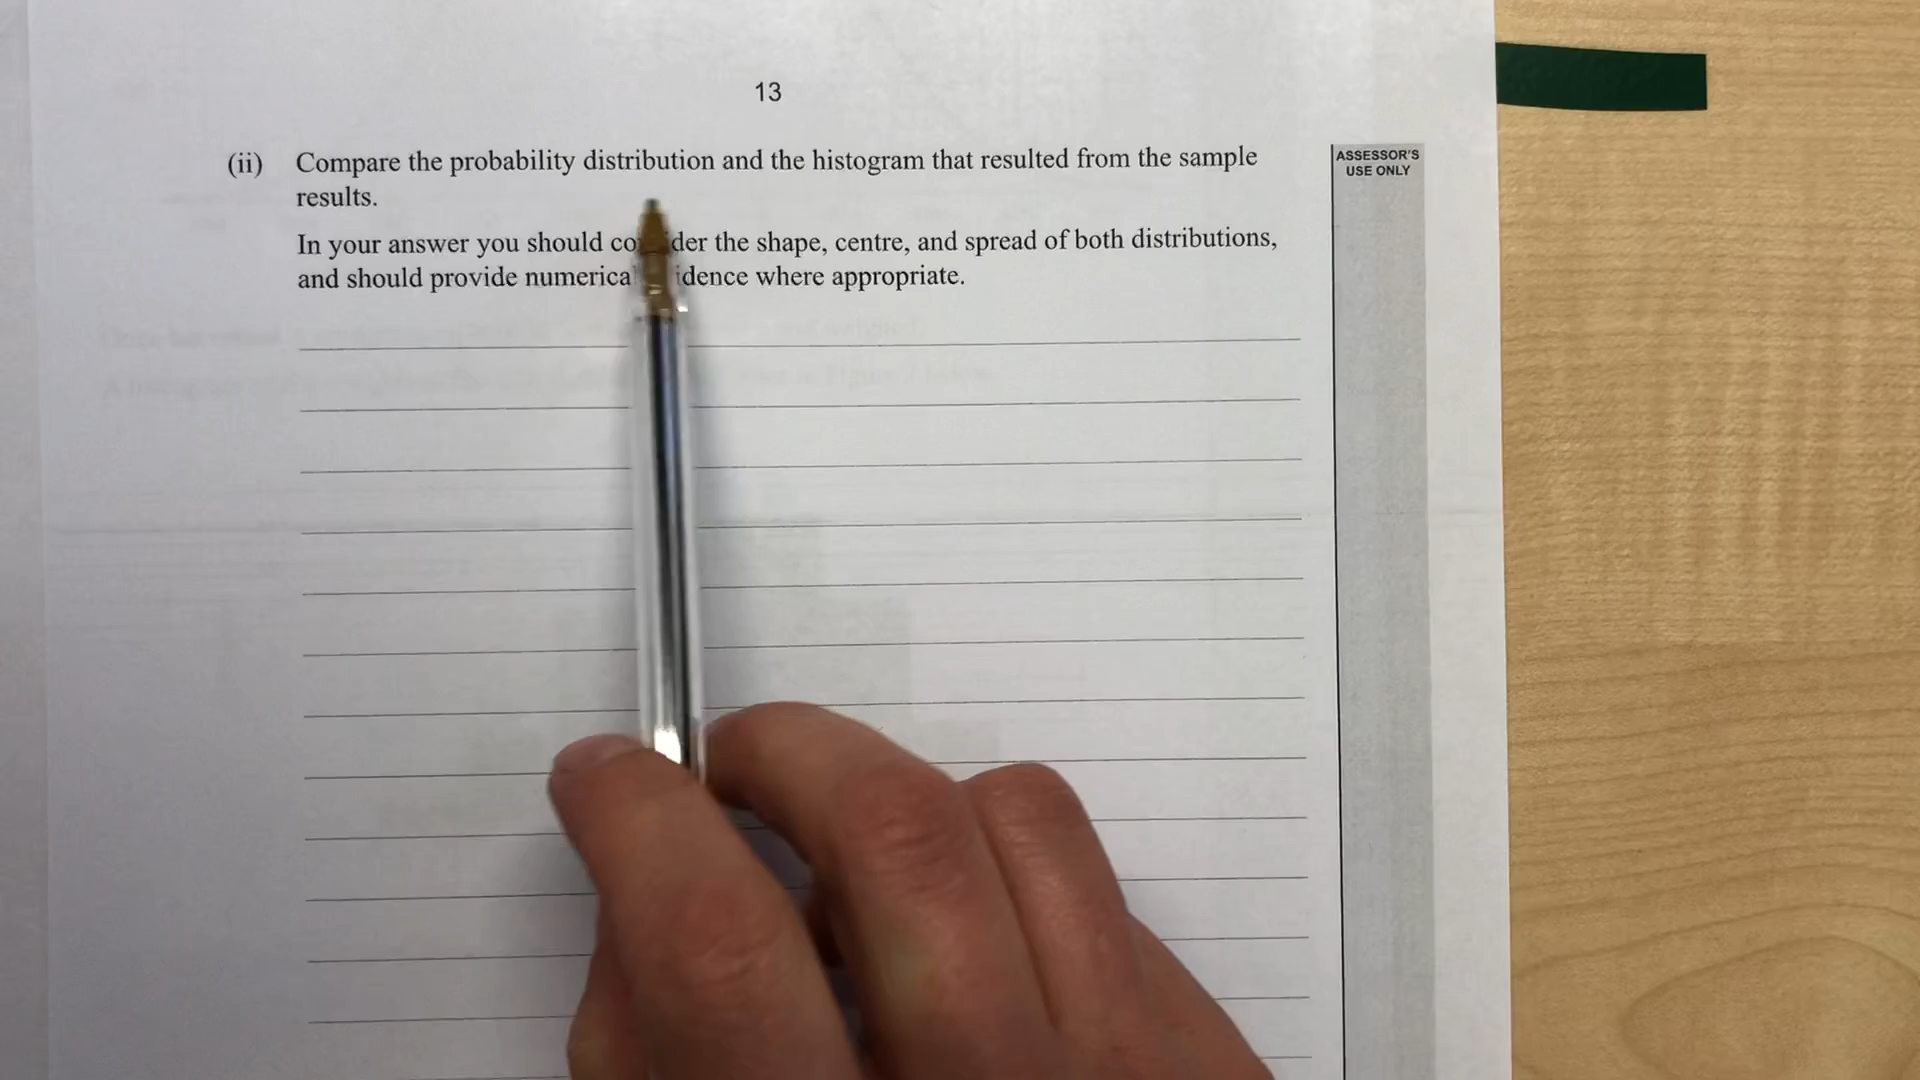 13
(ii) Compare the probability distribution and the histogram that resulted from the sample
results.
In your answer you should der the shape, centre, and spread of both distributions,
and should provide numerica idence where appropriate.
ASSESSOR'S
USE ONLY